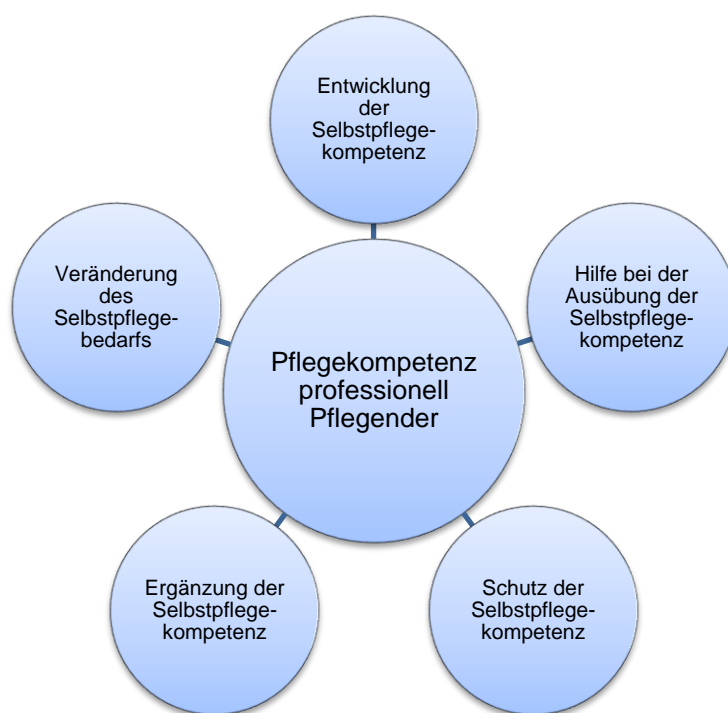 Entwicklung
der
Selbstpflege-
kompetenz
Veränderung
des
Selbstpflege-
bedarfs
Hilfe bei der
Ausübung der
Selbstpflege-
kompetenz
Pflegekompetenz
professionell
Pflegender
Ergänzung der
Selbstpflege-
kompetenz
Schutz der
Selbstpflege-
kompetenz